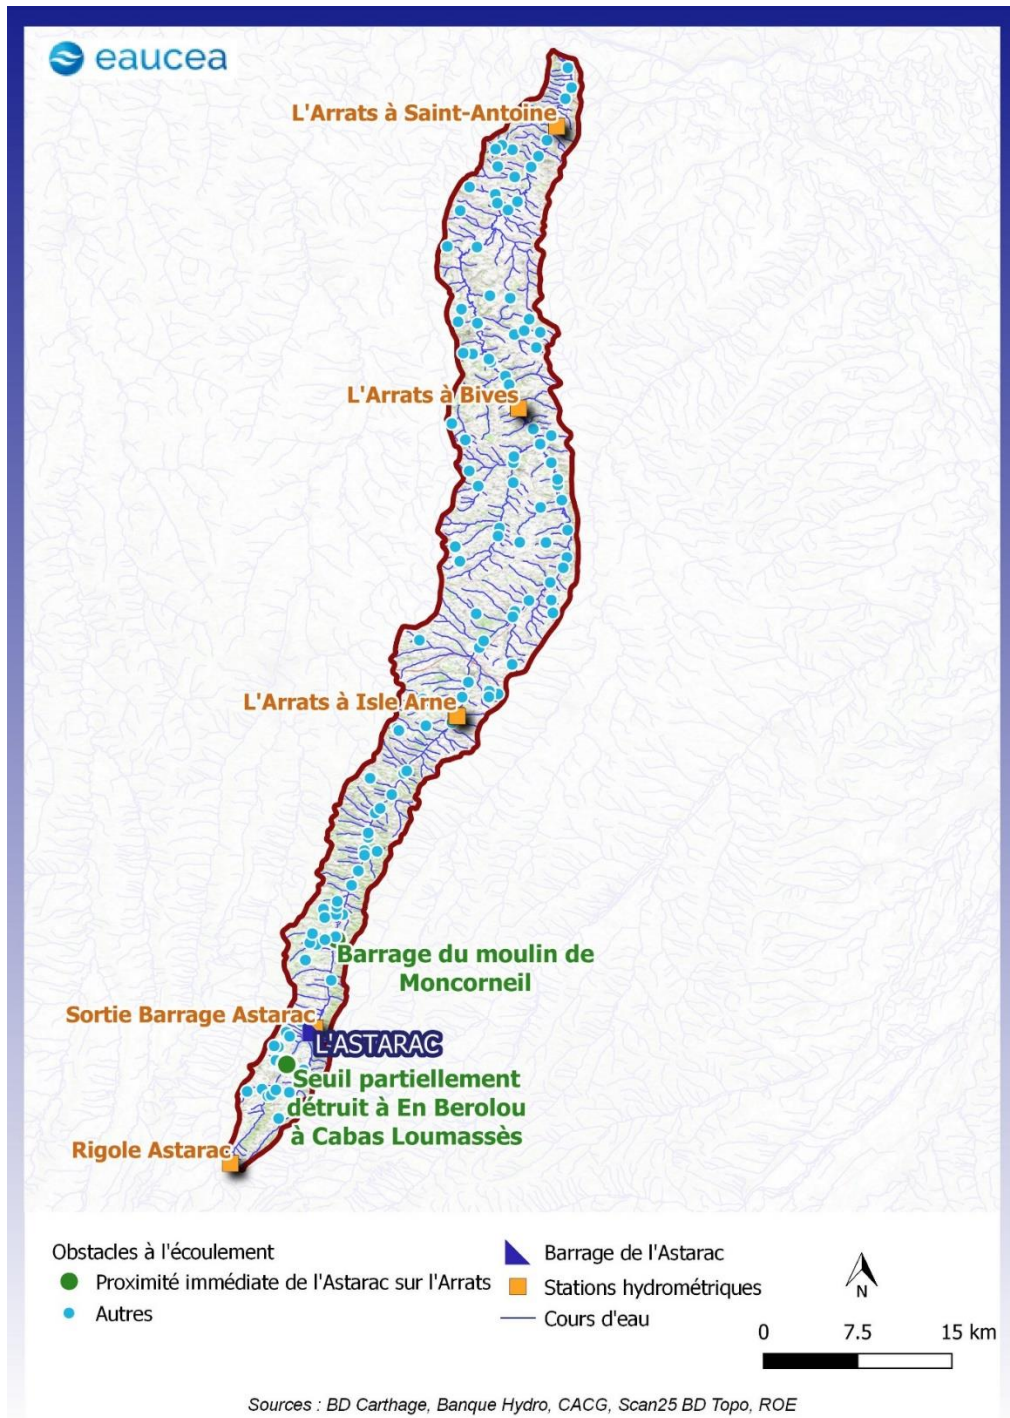 eaucea
L'Arrats à Saint-Antoine
L'Arrats à Bives
L'Arrats à Isle Arne
Barrage du moulin de
Moncorneil
Sortie Barrage Astarac
L'ASTARAC
Seuil partiellement
détruit à En Berolou
à Cabas Loumassès
Rigole Astarac
Obstacles à l'écoulement
Proximité immédiate de l'Astarac sur l'Arrats
Autres
Barrage de l'Astarac
Stations hydrométriques
Cours d'eau
N
0 7.5 15 km
Sources : BD Carthage, Banque Hydro, CACG, Scan25 BD Topo, ROE